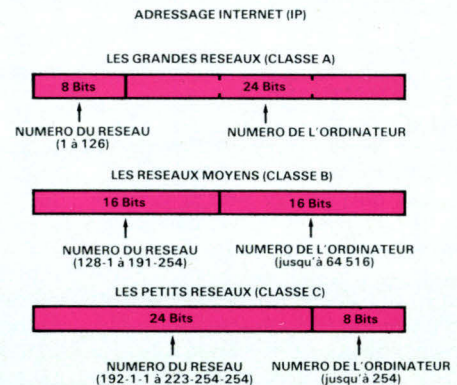 ADRESSAGE INTERNET (IP)
LES GRANDES RESEAUX (CLASSE A)
8 Bits 24 Bits
NUMERO DU RESEAU
(1 à 126)
NUMERO DE L'ORDINATEUR
LES RESEAUX MOYENS (CLASSE B)
16 Bits 16 Bits
NUMERO DU RESEAU
(128-1 à 191-254)
NUMERO DE L'ORDINATEUR
(jusqu'à 64 516)
LES PETITS RESEAUX (CLASSE C)
24 Bits 8 Bits
NUMERO DU RESEAU
(192-1-1 à 223-254-254)
NUMERO DE L'ORDINATEUR
(jusqu'à 254)